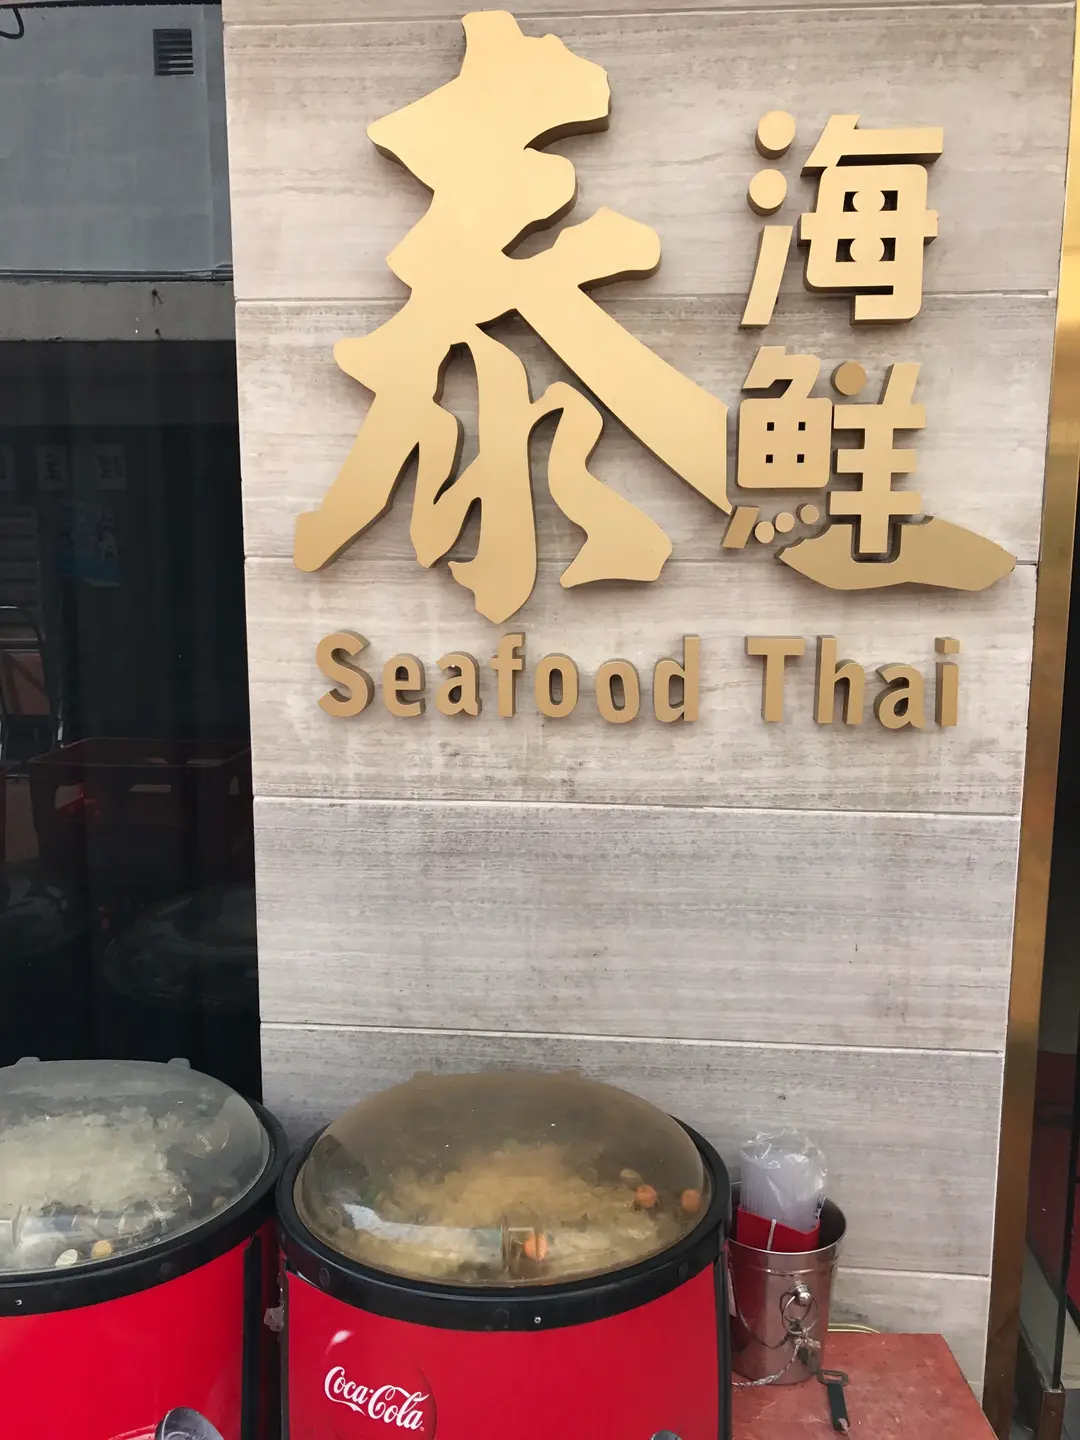 泰
海鮮
Seafood Thai
Coca-Cola